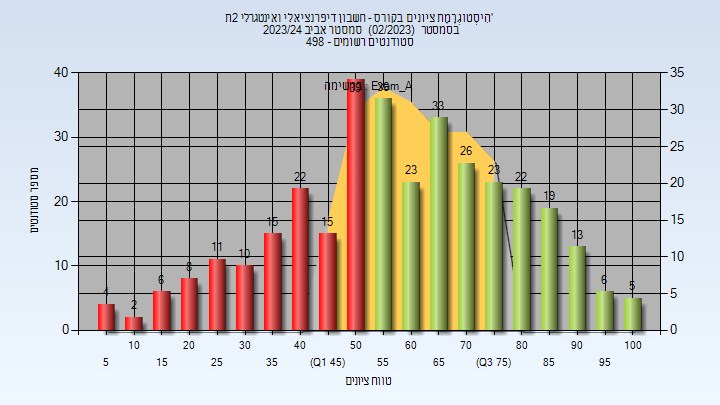 היסטוגרמת ציונים בקורס - חשבון דיפרנציאלי ואינטגרלי 2ת'
בסמסטר (02/2023) סמסטר אביב 2023/24
סטודנטים רשומים - 498
Exam_A
40 35
30 30
25
20 20
15
10 10
5
0 0
4 2 6 8 11 10 15 22 15 39 36 23 33 26 23 22 19 13 6 5
מספר סטודנטים
10 20 30 40 50 60 70 80 90 100
5 15 25 35 (Q1 45) 55 65 (Q3 75) 85 95
טווח ציונים